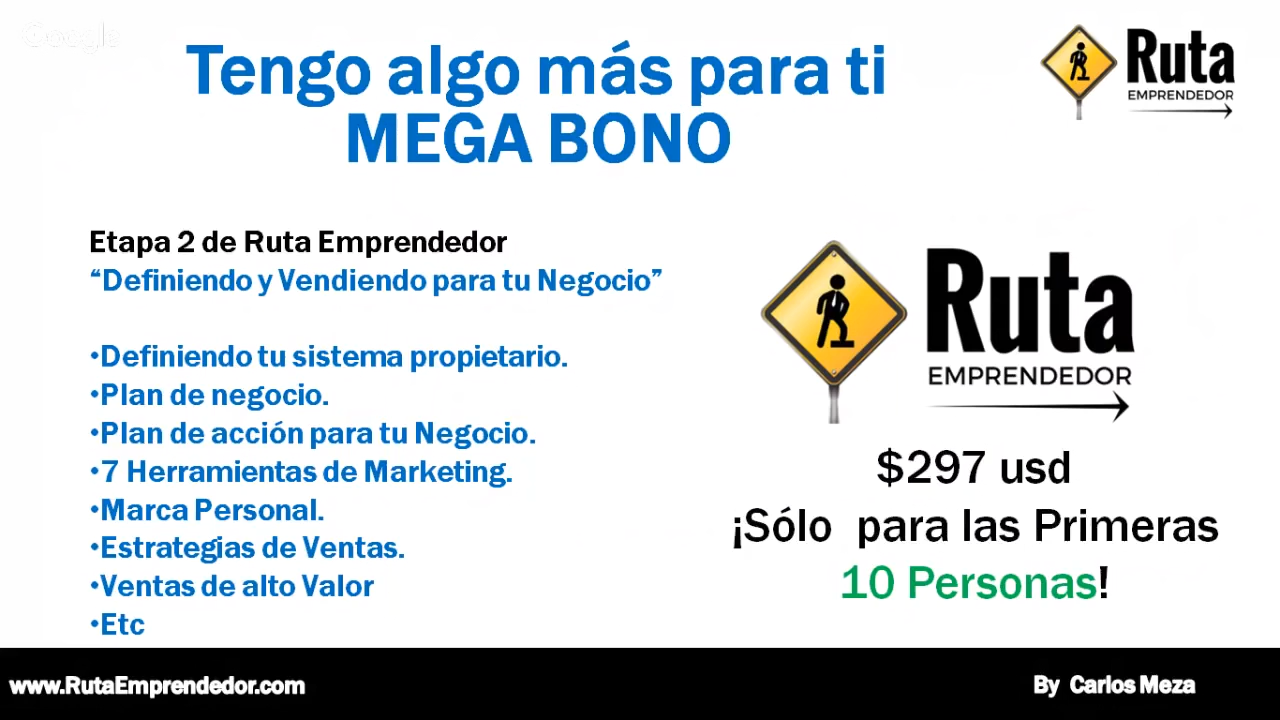 Google
Tengo algo más para ti
MEGA BONO
Ruta
EMPRENDEDOR
Etapa 2 de Ruta Emprendedor
“Definiendo y Vendiendo para tu Negocio”
•Definiendo tu sistema propietario.
•Plan de negocio.
•Plan de acción para tu Negocio.
•7 Herramientas de Marketing.
•Marca Personal.
•Estrategias de Ventas.
•Ventas de alto Valor
•Etc
Ruta
EMPRENDEDOR
$297 usd
¡Sólo para las Primeras
10 Personas!
www.RutaEmprendedor.com
By Carlos Meza